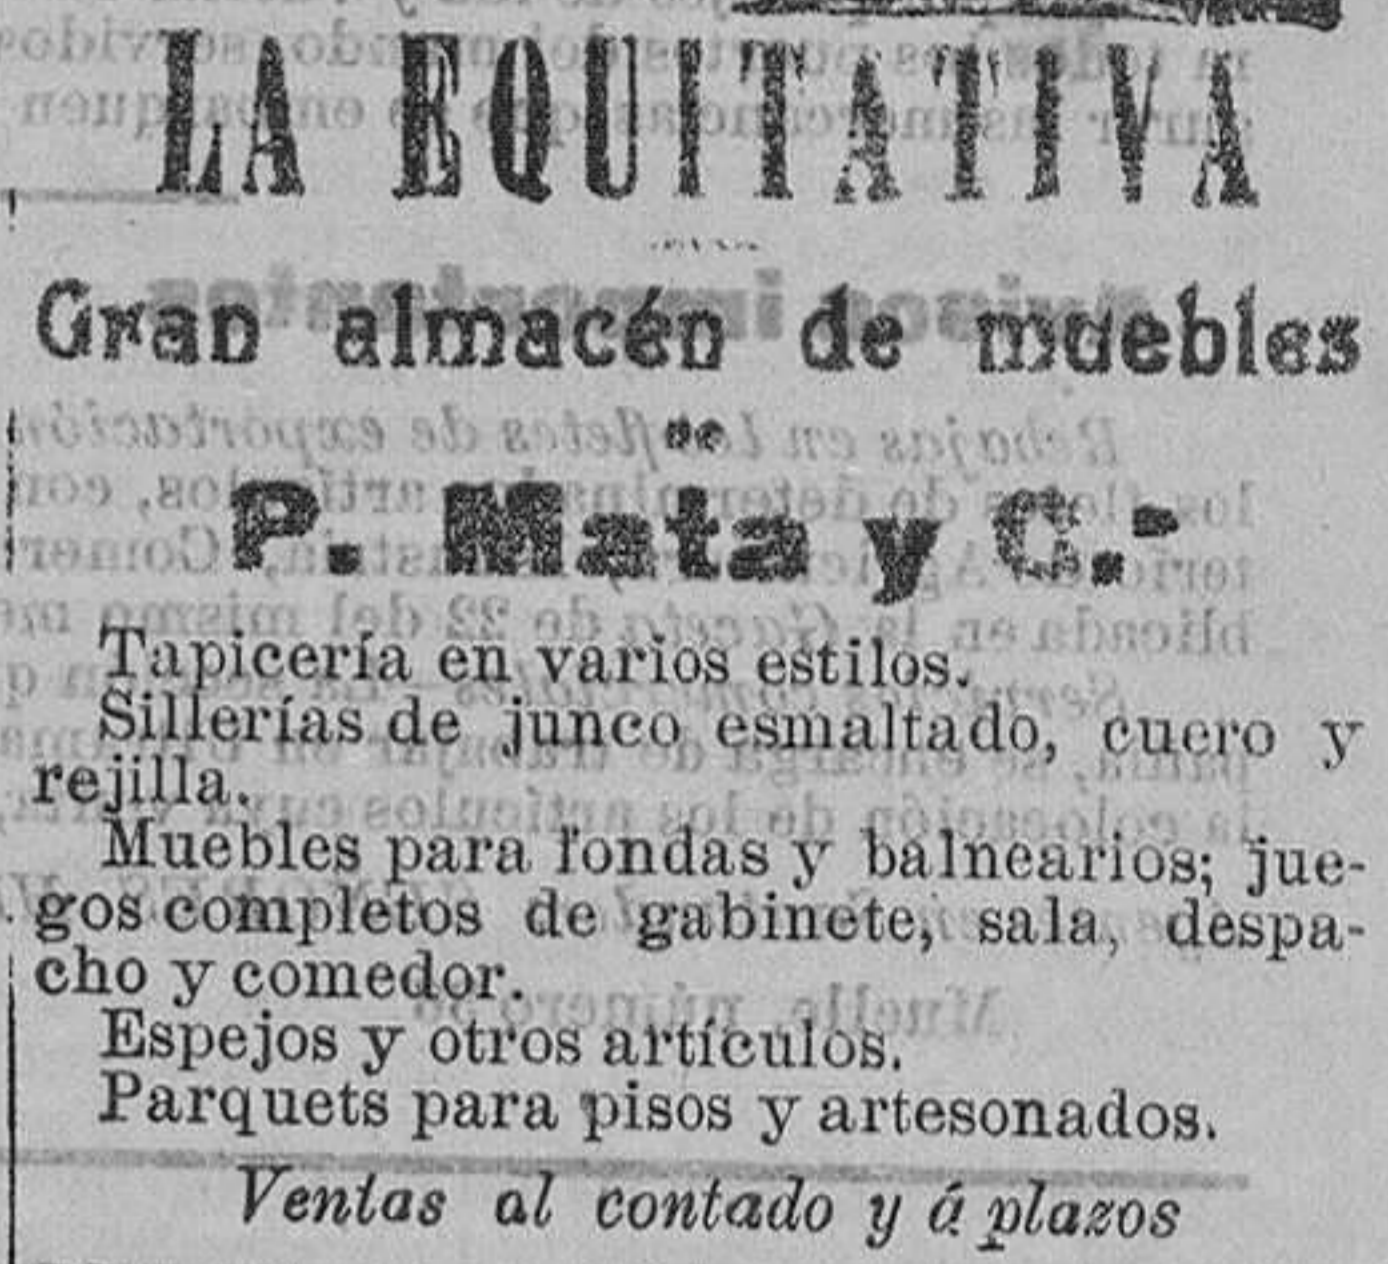 LA EQUITATIVA
Gran almacén de muebles
DE
P. Mata y C.ª
Tapicería en varios estilos.
Sillerías de junco esmaltado, cuero y
rejilla.
Muebles para fondas y balnearios; jue-
gos completos de gabinete, sala, despa-
cho y comedor.
Espejos y otros artículos.
Parquets para pisos y artesonados.
Ventas al contado y á plazos